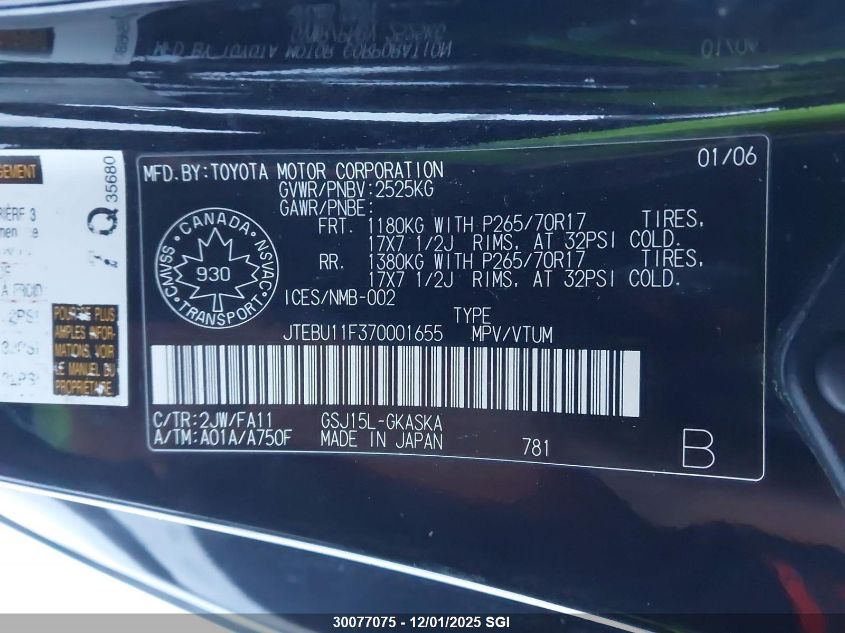 MFD.BY:TOYOTA MOTOR CORPORATION 01/06
GVWR/PNBV:2525KG
GAWR/PNBE:
FRT. 1180KG WITH P265/70R17 TIRES,
17X7 1/2J RIMS. AT 32PSI COLD.
RR. 1380KG WITH P265/70R17 TIRES,
17X7 1/2J RIMS. AT 32PSI COLD.
ICES/NMB-002
CANADA
CMVSS NSVAC
930
TRANSPORT
TYPE
JTEBU11F370001655 MPV/VTUM
C/TR:2JW/FA11 GSJ15L-GKASKA
A/TM:A01A/A750F MADE IN JAPAN
781
B
Q 35680
POUR DE PLUS
AMPLES INFOR-
MATIONS, VOIR
LE MANUEL DU
PROPRIÉTAIRE
30077075 - 12/01/2025 SGI